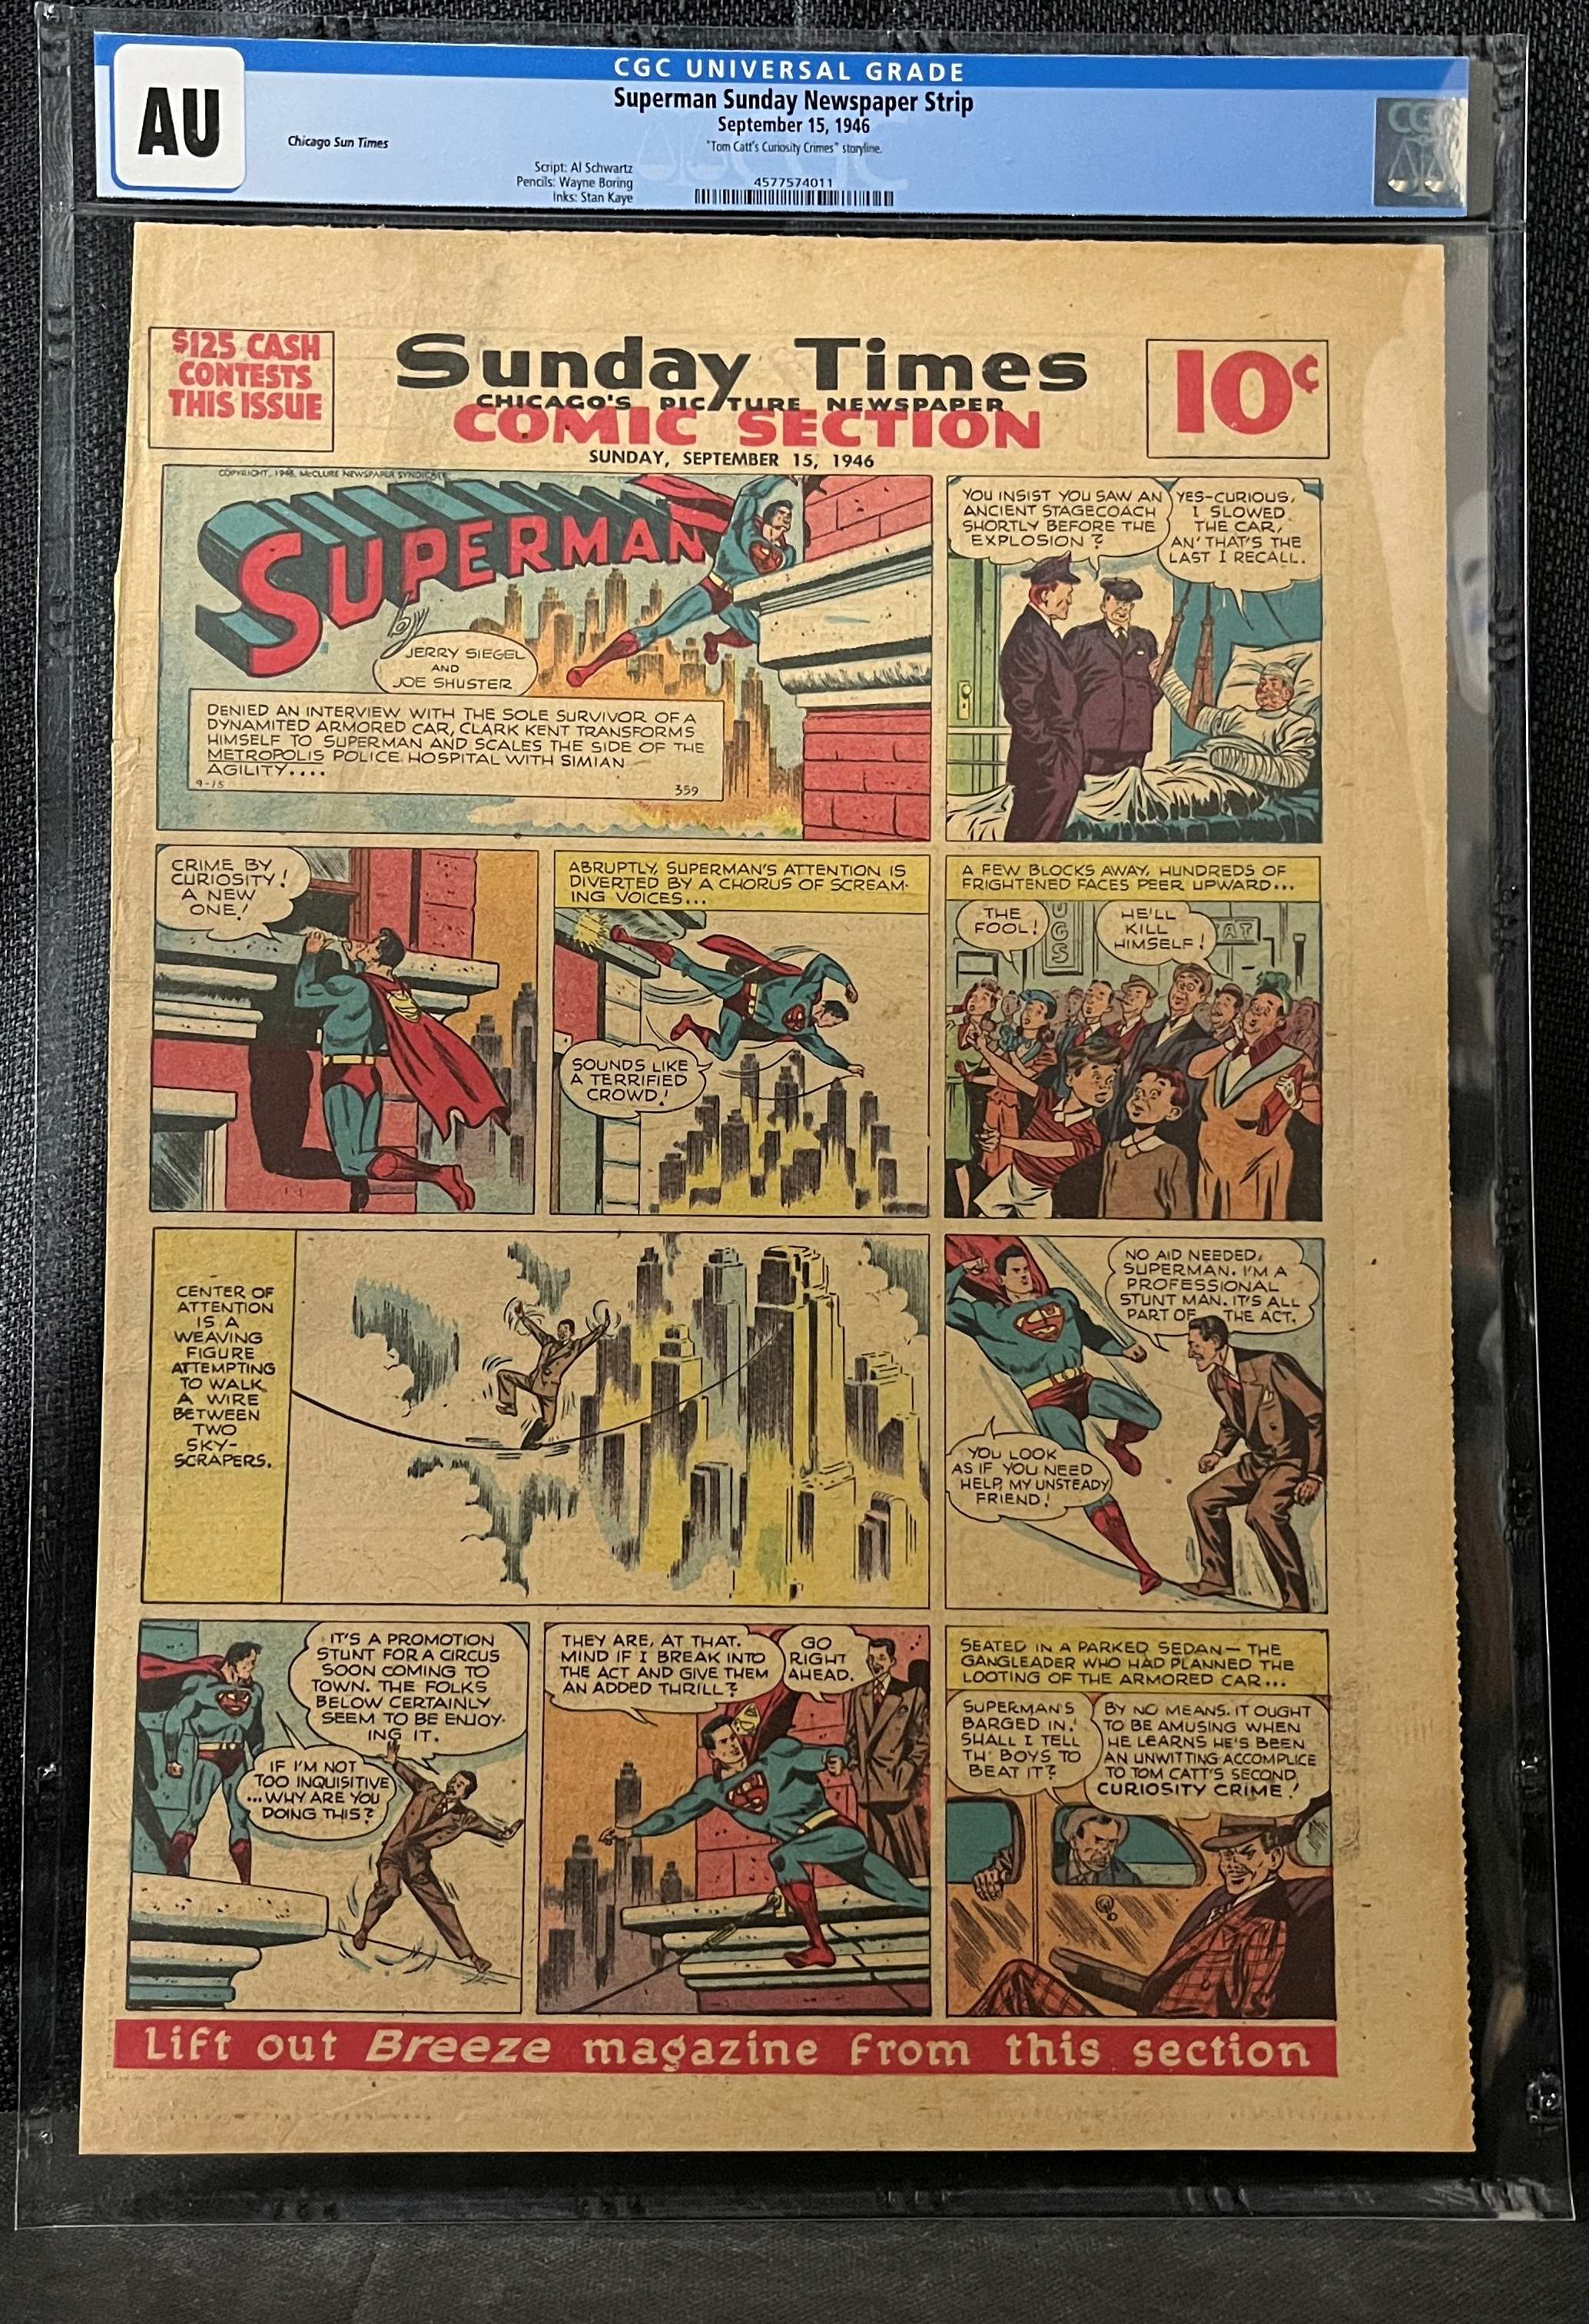 CGC UNIVERSAL GRADE
AU
Superman Sunday Newspaper Strip
September 15, 1946
Chicago Sun Times
"Tom Catt's Curiosity Crimes" storyline.
Script: Al Schwartz
Pencils: Wayne Boring
Inks: Stan Kaye
4577574011
CGC
$125 CASH
CONTESTS
THIS ISSUE
Sunday Times
CHICAGO'S PICTURE NEWSPAPER
COMIC SECTION
SUNDAY, SEPTEMBER 15, 1946
10¢
COPYRIGHT, 1946, McCLURE NEWSPAPER SYNDICATE
SUPERMAN
by
JERRY SIEGEL
AND
JOE SHUSTER
DENIED AN INTERVIEW WITH THE SOLE SURVIVOR OF A
DYNAMITED ARMORED CAR, CLARK KENT TRANSFORMS
HIMSELF TO SUPERMAN AND SCALES THE SIDE OF THE
METROPOLIS POLICE HOSPITAL WITH SIMIAN
AGILITY....
9-15
359
YOU INSIST YOU SAW AN
ANCIENT STAGECOACH
SHORTLY BEFORE THE
EXPLOSION?
YES-CURIOUS,
I SLOWED
THE CAR,
AN' THAT'S THE
LAST I RECALL.
CRIME BY
CURIOSITY!
A NEW
ONE!
ABRUPTLY, SUPERMAN'S ATTENTION IS
DIVERTED BY A CHORUS OF SCREAM-
ING VOICES...
SOUNDS LIKE
A TERRIFIED
CROWD!
A FEW BLOCKS AWAY, HUNDREDS OF
FRIGHTENED FACES PEER UPWARD...
THE
FOOL!
UGS
HE'LL
KILL
HIMSELF!
TAT
CENTER OF
ATTENTION
IS A
WEAVING
FIGURE
ATTEMPTING
TO WALK
A WIRE
BETWEEN
TWO
SKY-
SCRAPERS.
NO AID NEEDED,
SUPERMAN. I'M A
PROFESSIONAL
STUNT MAN. IT'S ALL
PART OF THE ACT.
YOU LOOK
AS IF YOU NEED
HELP, MY UNSTEADY
FRIEND!
IT'S A PROMOTION
STUNT FOR A CIRCUS
SOON COMING TO
TOWN. THE FOLKS
BELOW CERTAINLY
SEEM TO BE ENJOY-
ING IT.
IF I'M NOT
TOO INQUISITIVE
...WHY ARE YOU
DOING THIS?
THEY ARE, AT THAT.
MIND IF I BREAK INTO
THE ACT AND GIVE THEM
AN ADDED THRILL?
GO
RIGHT
AHEAD.
SEATED IN A PARKED SEDAN— THE
GANGLEADER WHO HAD PLANNED THE
LOOTING OF THE ARMORED CAR...
SUPERMAN'S
BARGED IN!
SHALL I TELL
TH' BOYS TO
BEAT IT?
BY NO MEANS. IT OUGHT
TO BE AMUSING WHEN
HE LEARNS HE'S BEEN
AN UNWITTING ACCOMPLICE
TO TOM CATT'S SECOND
CURIOSITY CRIME!
Lift out Breeze magazine from this section